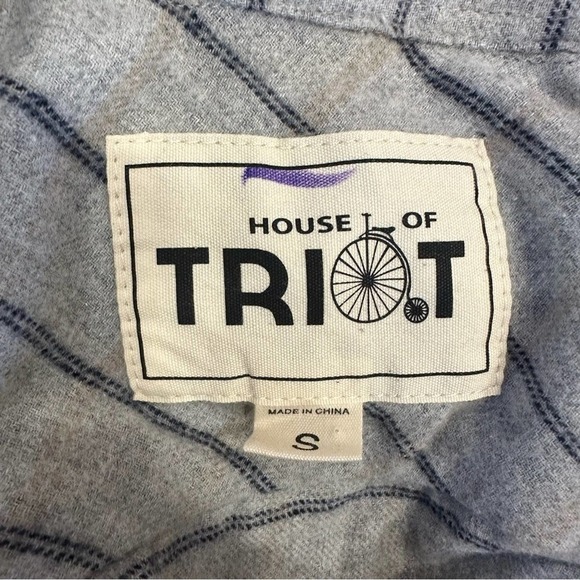 HOUSE OF
TRIOT
MADE IN CHINA
S